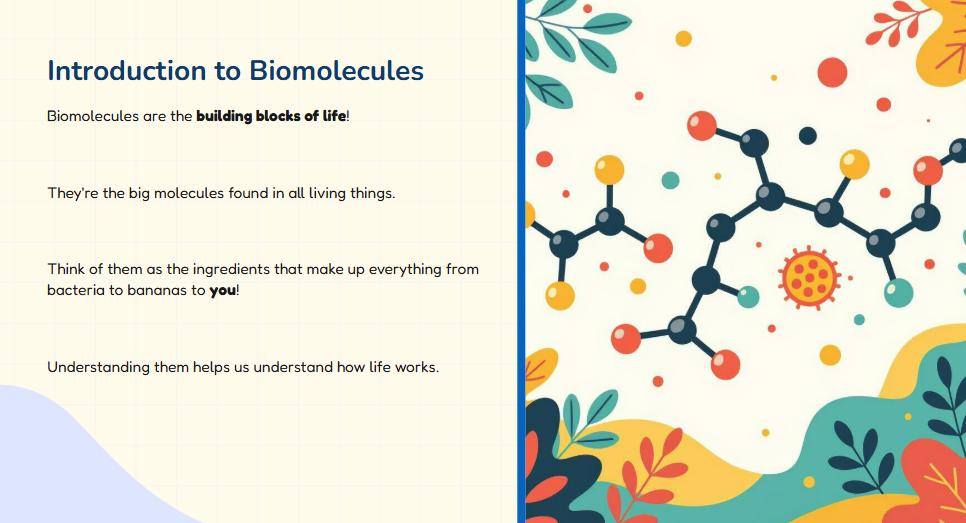 Introduction to Biomolecules
Biomolecules are the building blocks of life!
They're the big molecules found in all living things.
Think of them as the ingredients that make up everything from
bacteria to bananas to you!
Understanding them helps us understand how life works.